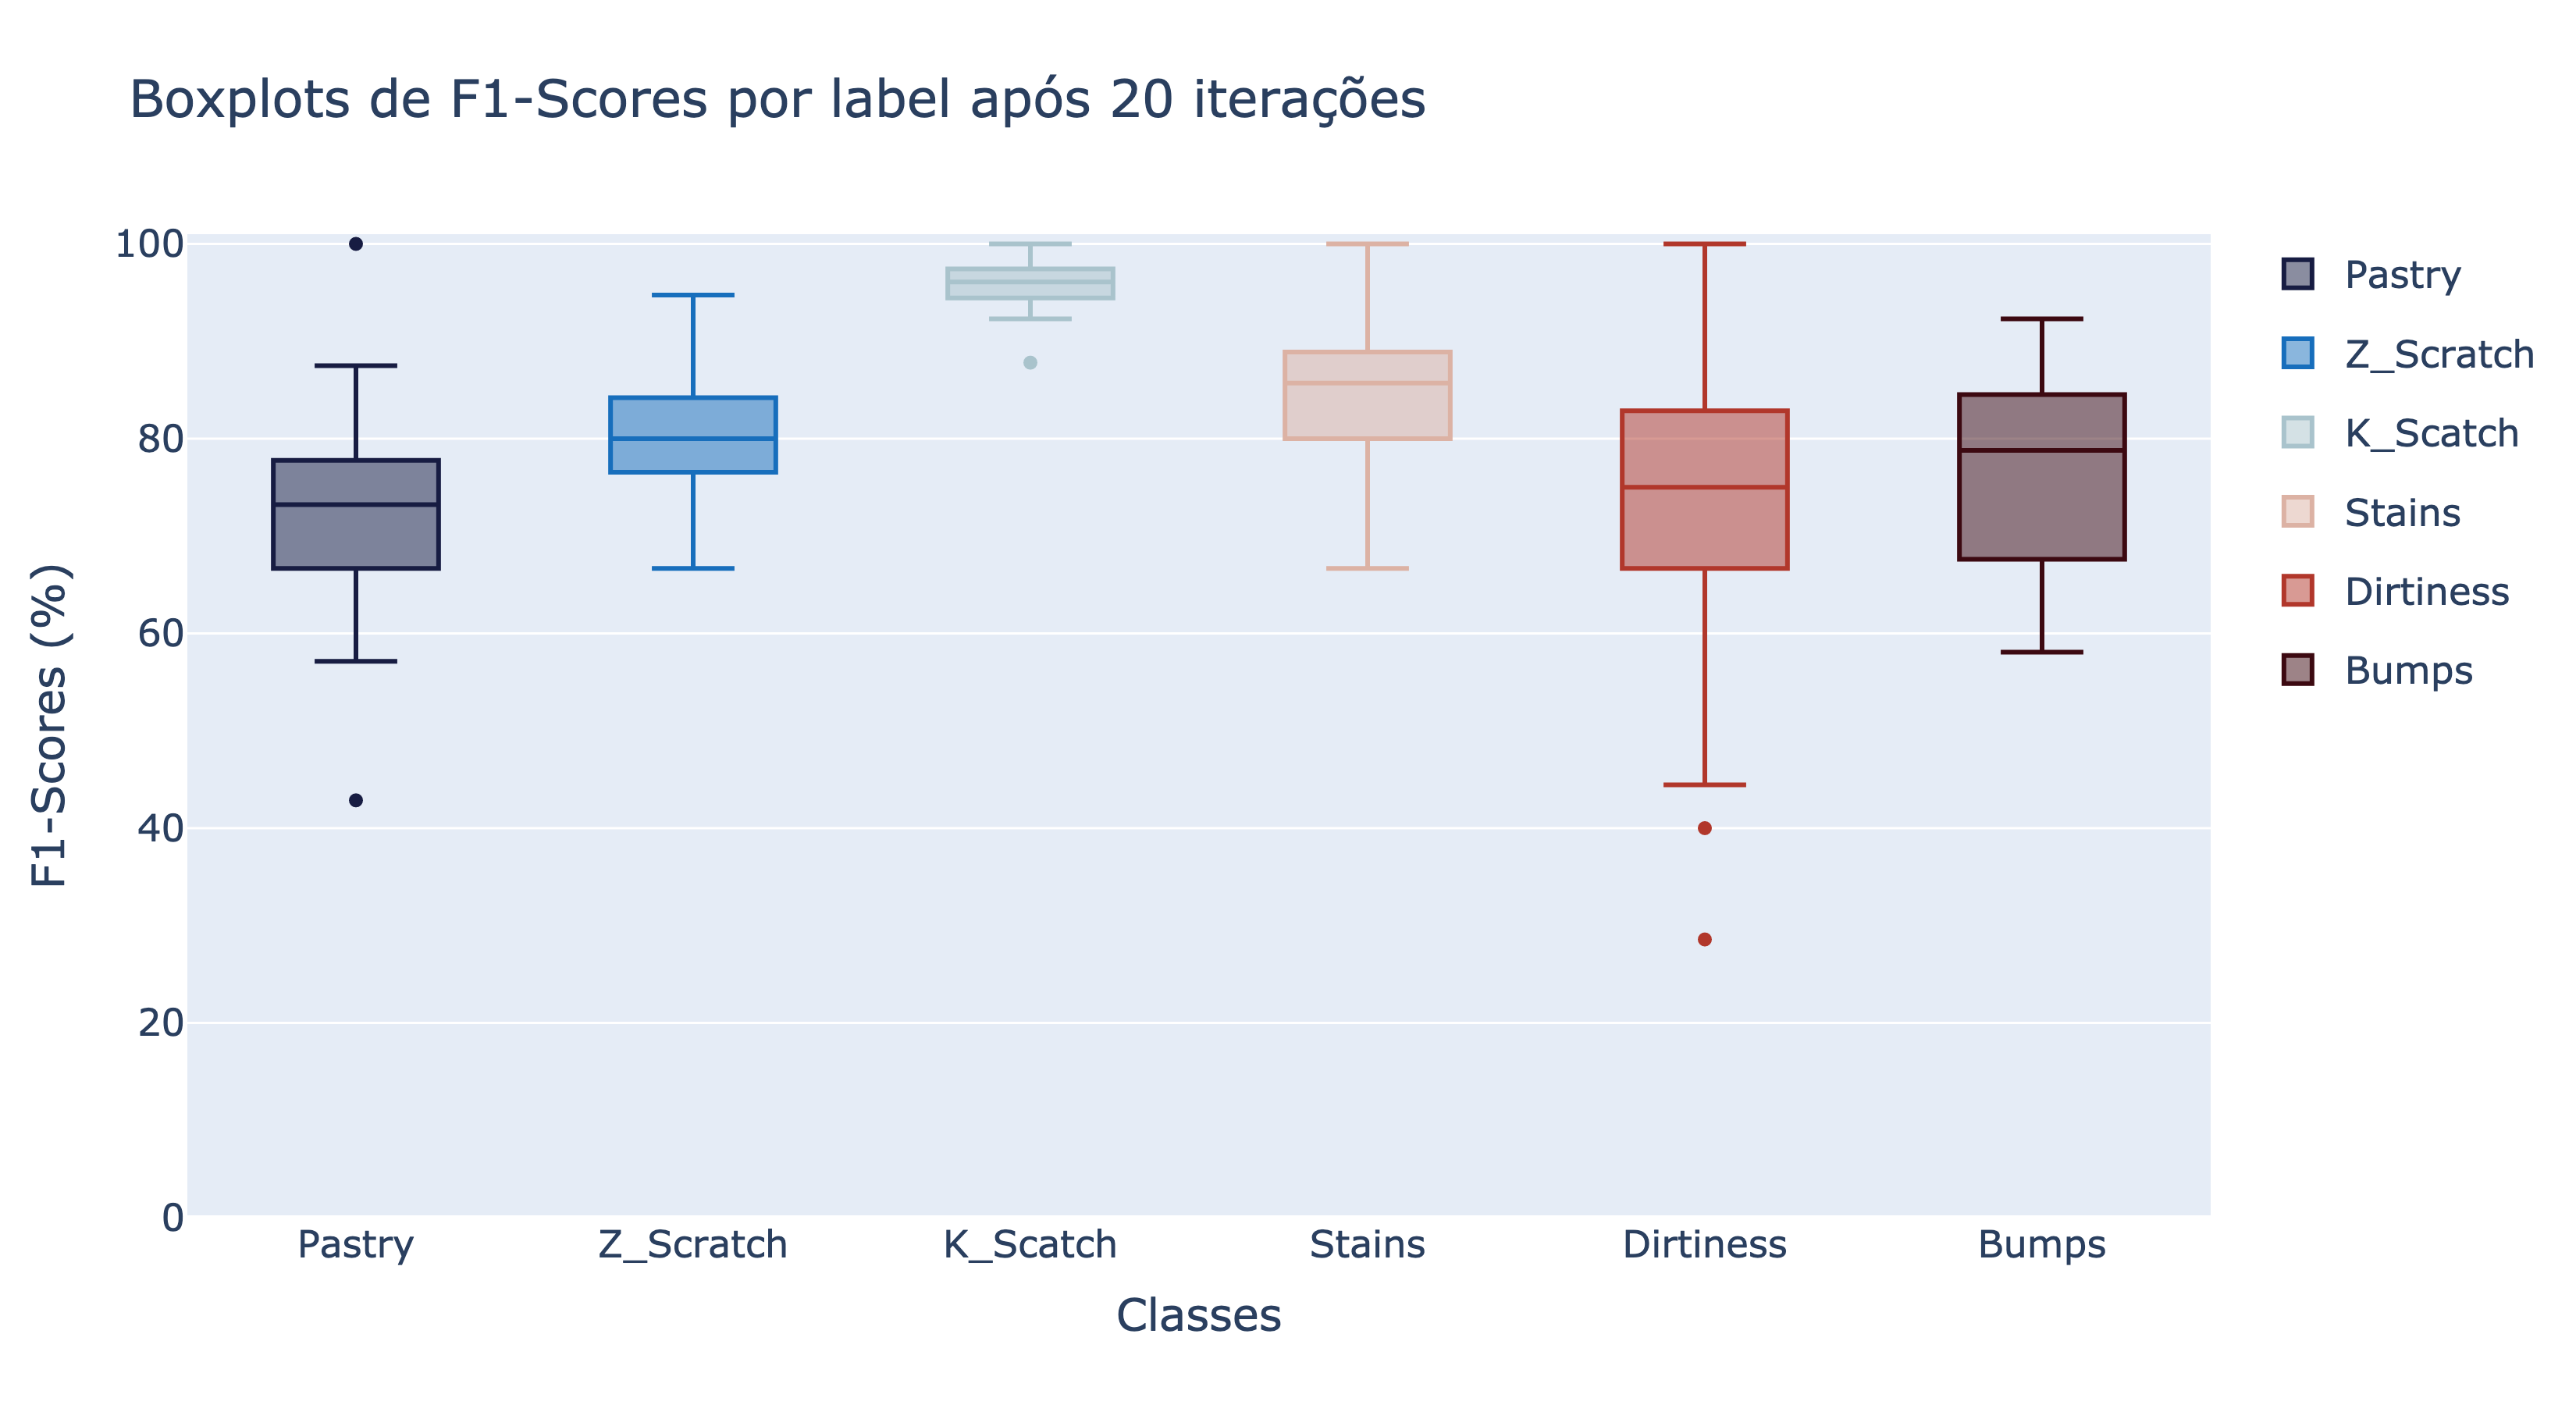 Boxplots de F1-Scores por label após 20 iterações
F1-Scores (%)
100
80
60
40
20
0
Pastry
Z_Scratch
K_Scatch
Stains
Dirtiness
Bumps
Classes
Pastry
Z_Scratch
K_Scatch
Stains
Dirtiness
Bumps